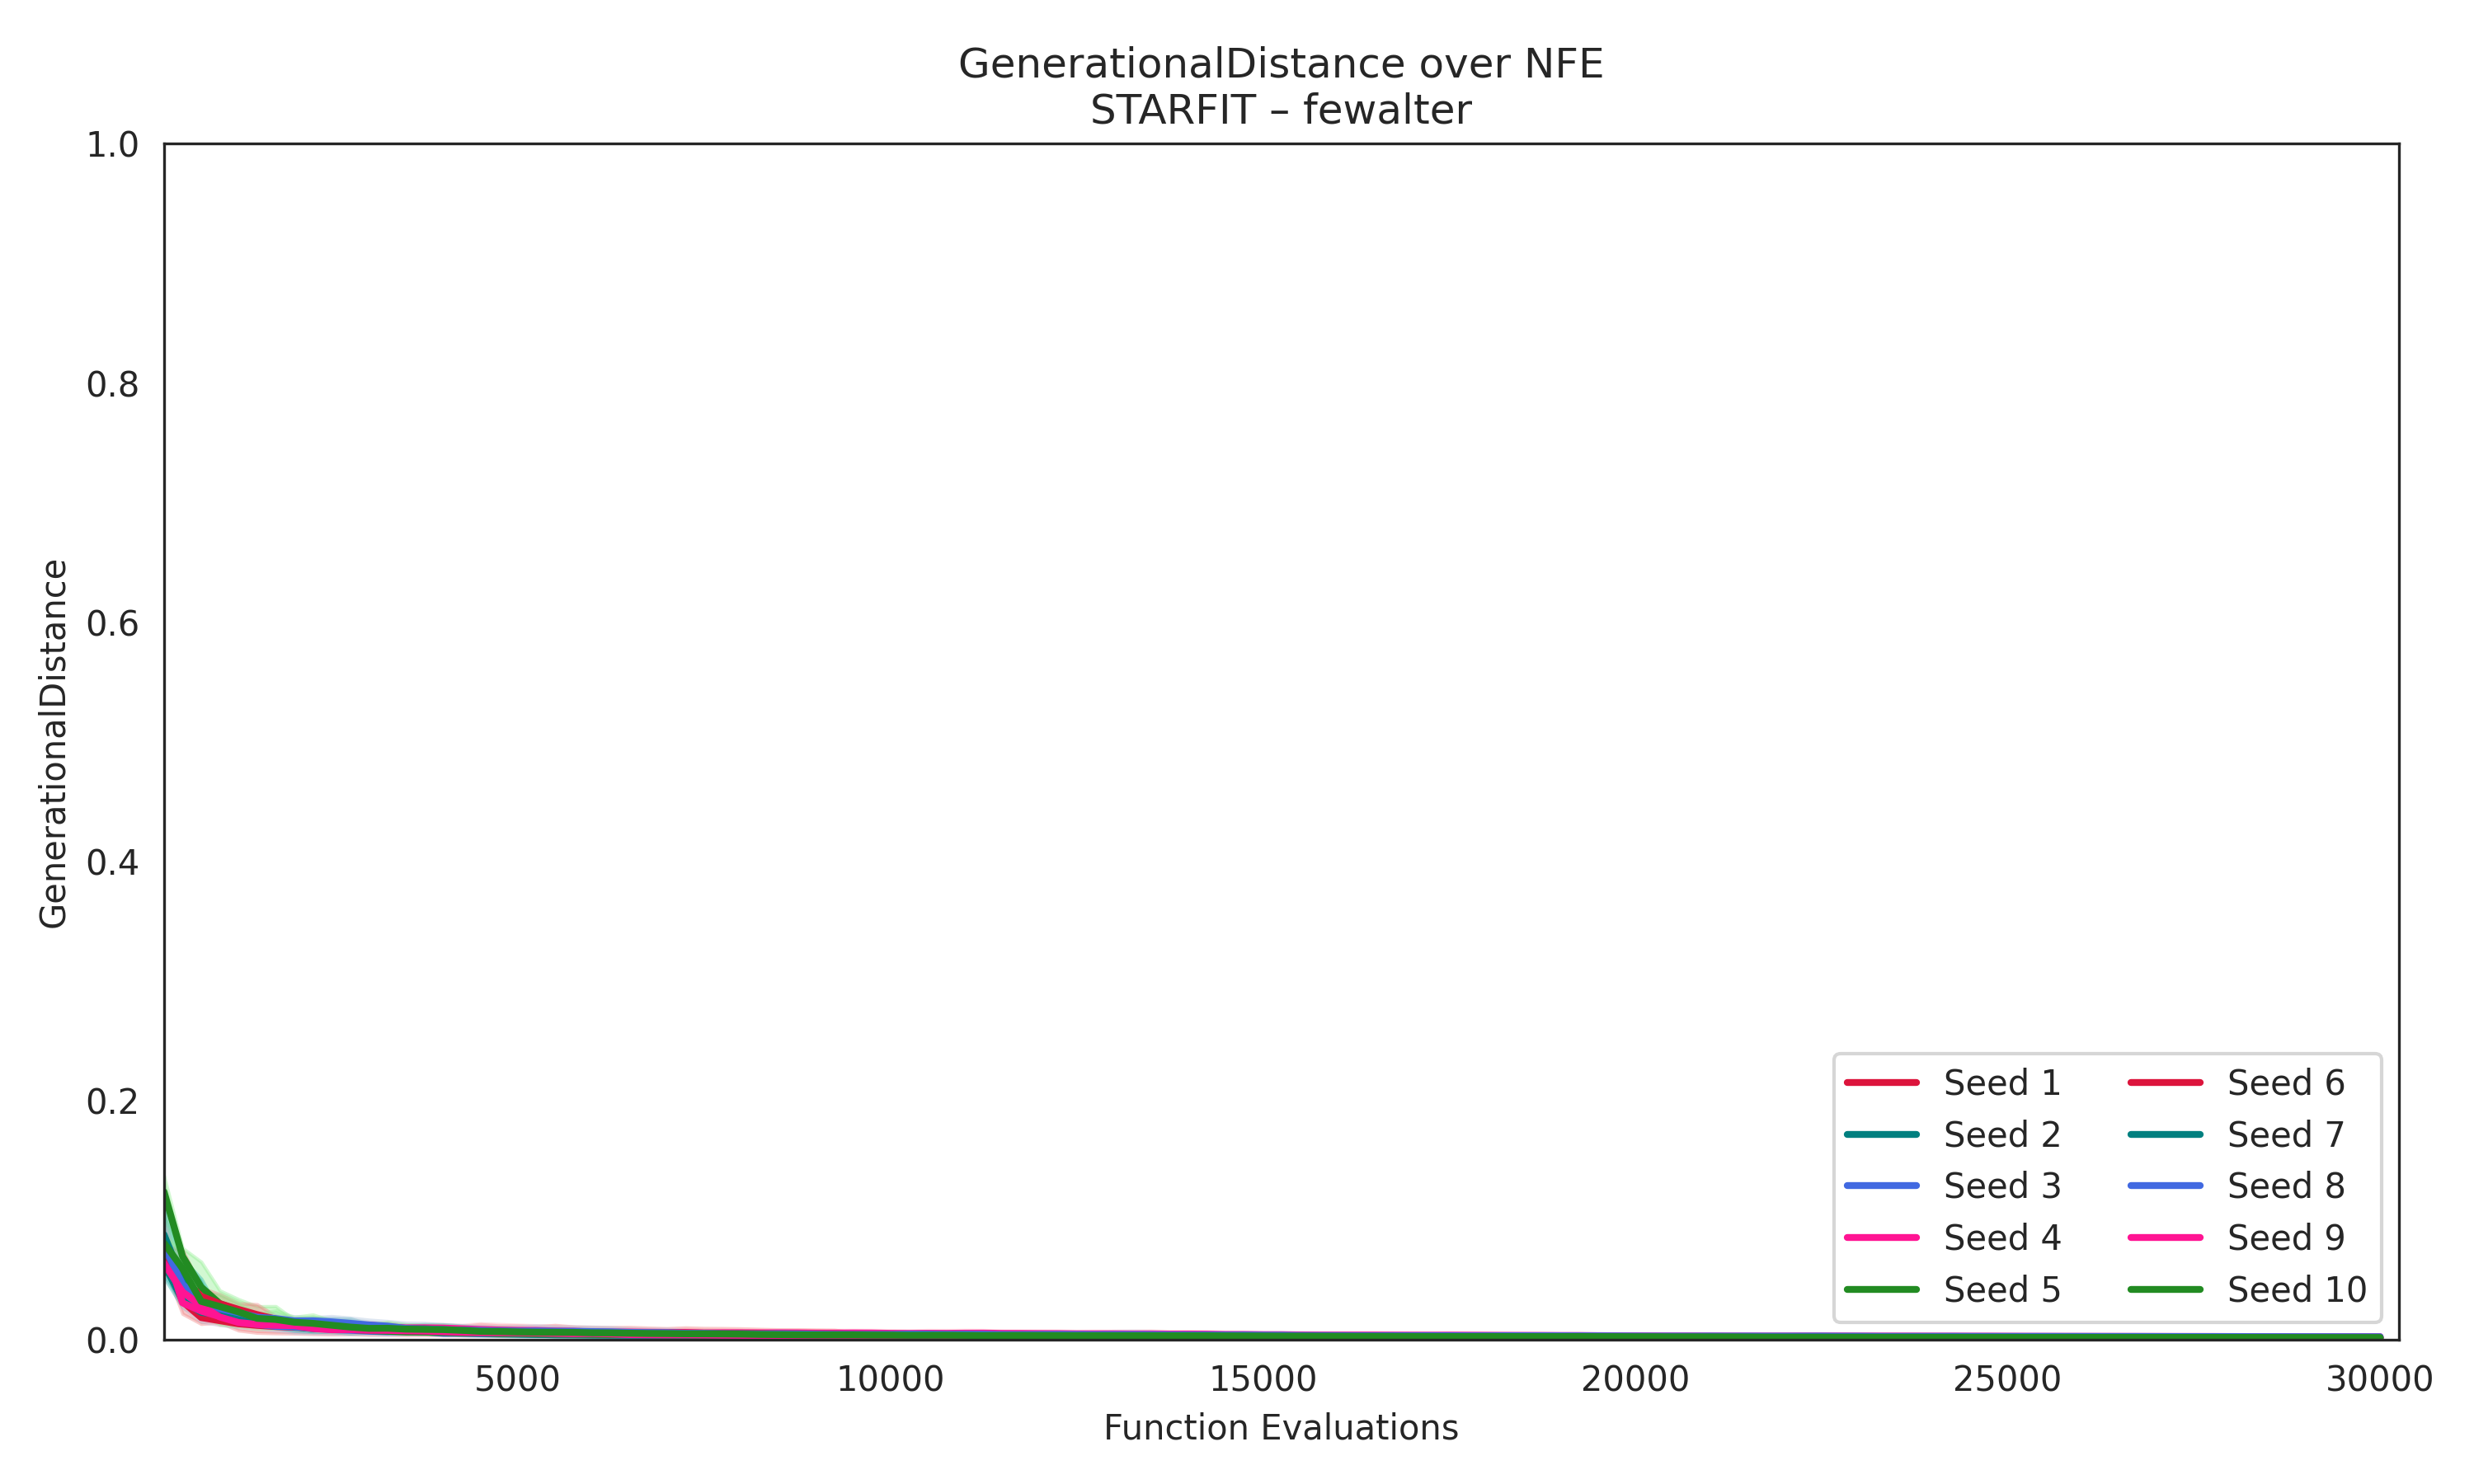 GenerationalDistance over NFE
STARFIT – fewalter
1.0
0.8
0.6
0.4
0.2
0.0
GenerationalDistance
5000 10000 15000 20000 25000 30000
Function Evaluations
Seed 1 Seed 6
Seed 2 Seed 7
Seed 3 Seed 8
Seed 4 Seed 9
Seed 5 Seed 10